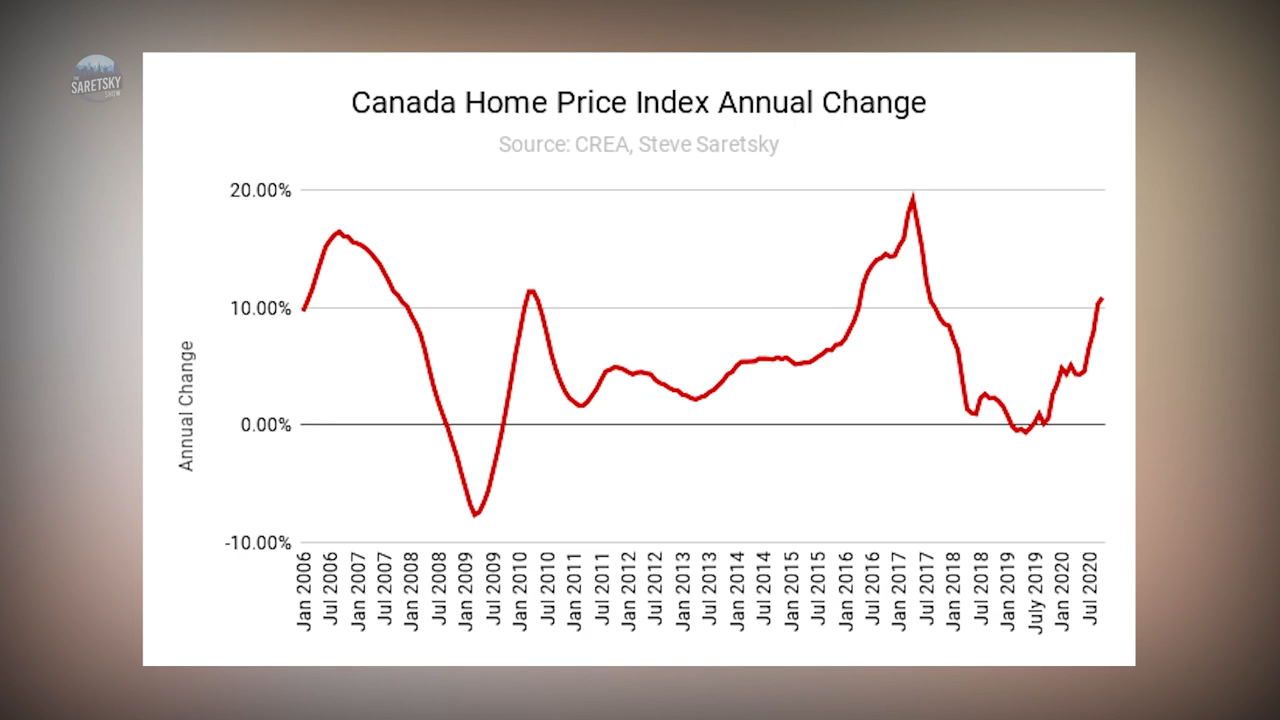 THE
SARETSKY
SHOW
Canada Home Price Index Annual Change
Source: CREA, Steve Saretsky
Annual Change
20.00%
10.00%
0.00%
-10.00%
Jan 2006
Jul 2006
Jan 2007
Jul 2007
Jan 2008
Jul 2008
Jan 2009
Jul 2009
Jan 2010
Jul 2010
Jan 2011
Jul 2011
Jan 2012
Jul 2012
Jan 2013
Jul 2013
Jan 2014
Jul 2014
Jan 2015
Jul 2015
Jan 2016
Jul 2016
Jan 2017
Jul 2017
Jan 2018
Jul 2018
Jan 2019
July 2019
Jan 2020
Jul 2020